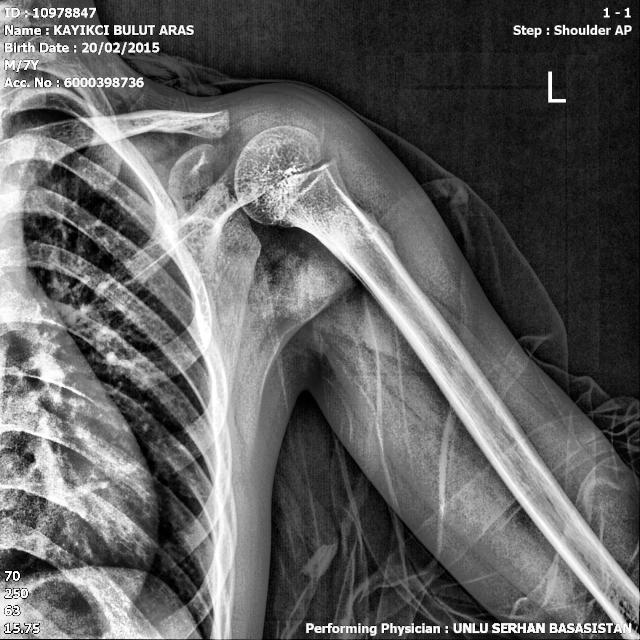 ID : 10978847
Name : KAYIKCI BULUT ARAS
Birth Date : 20/02/2015
M/7Y
Acc. No : 6000398736
1 - 1
Step : Shoulder AP
L
70
250
63
15.75
Performing Physician : UNLU SERHAN BASASISTAN